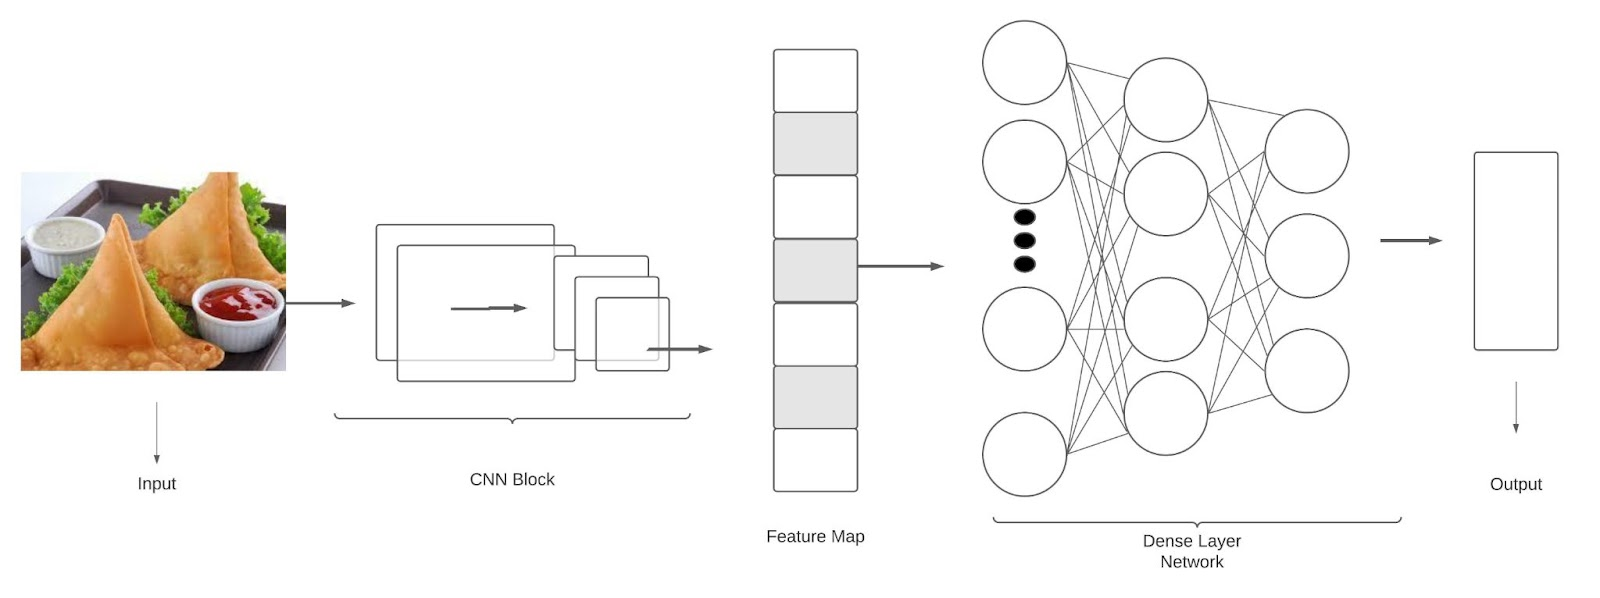 Input
CNN Block
Feature Map
Dense Layer
Network
Output